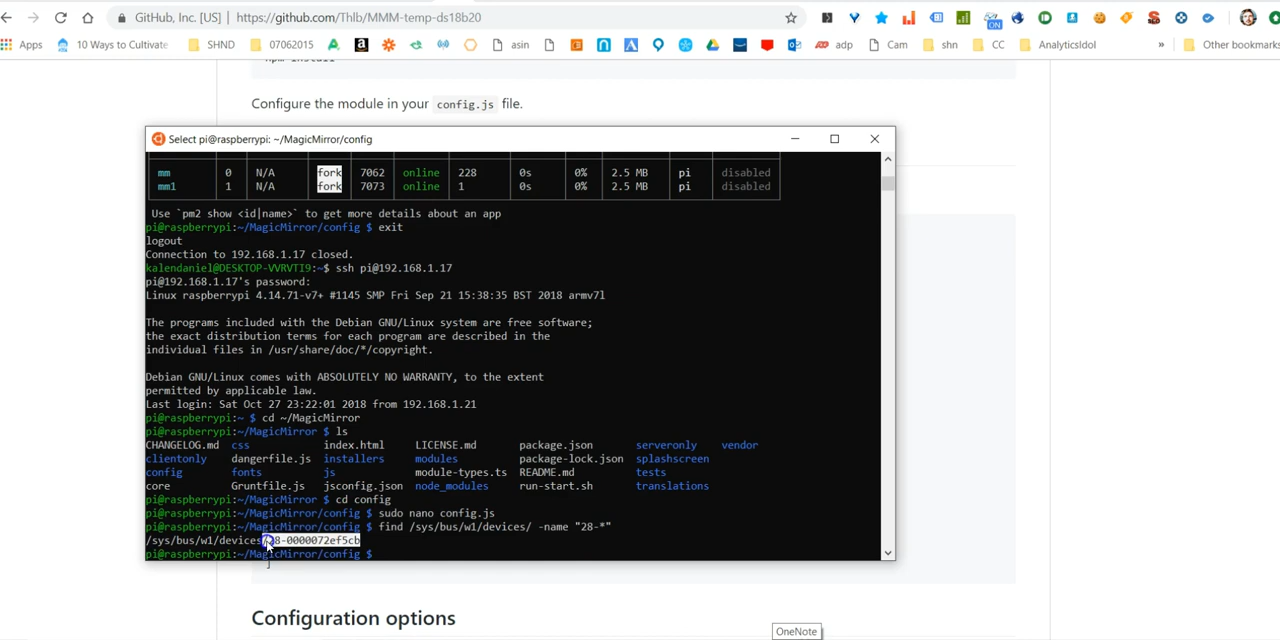 GitHub, Inc. [US] | https://github.com/Thlb/MMM-temp-ds18b20
ON
Apps 10 Ways to Cultivate SHND 07062015 asin adp Cam shn CC AnalyticsIdol » Other bookmarks
npm install
Configure the module in your config.js file.
Select pi@raspberrypi: ~/MagicMirror/config
mm 0 N/A fork 7062 online 228 0s 0% 2.5 MB pi disabled
mm1 1 N/A fork 7073 online 1 0s 0% 2.5 MB pi disabled
Use `pm2 show <id|name>` to get more details about an app
pi@raspberrypi:~/MagicMirror/config $ exit
logout
Connection to 192.168.1.17 closed.
kalendaniel@DESKTOP-VVRVTI9:~$ ssh pi@192.168.1.17
pi@192.168.1.17's password:
Linux raspberrypi 4.14.71-v7+ #1145 SMP Fri Sep 21 15:38:35 BST 2018 armv7l
The programs included with the Debian GNU/Linux system are free software;
the exact distribution terms for each program are described in the
individual files in /usr/share/doc/*/copyright.
Debian GNU/Linux comes with ABSOLUTELY NO WARRANTY, to the extent
permitted by applicable law.
Last login: Sat Oct 27 23:22:01 2018 from 192.168.1.21
pi@raspberrypi:~ $ cd ~/MagicMirror
pi@raspberrypi:~/MagicMirror $ ls
CHANGELOG.md css index.html LICENSE.md package.json serveronly vendor
clientonly dangerfile.js installers modules package-lock.json splashscreen
config fonts js module-types.ts README.md tests
core Gruntfile.js jsconfig.json node_modules run-start.sh translations
pi@raspberrypi:~/MagicMirror $ cd config
pi@raspberrypi:~/MagicMirror/config $ sudo nano config.js
pi@raspberrypi:~/MagicMirror/config $ find /sys/bus/w1/devices/ -name "28-*"
/sys/bus/w1/devices/28-0000072ef5cb
pi@raspberrypi:~/MagicMirror/config $
]
Configuration options
OneNote